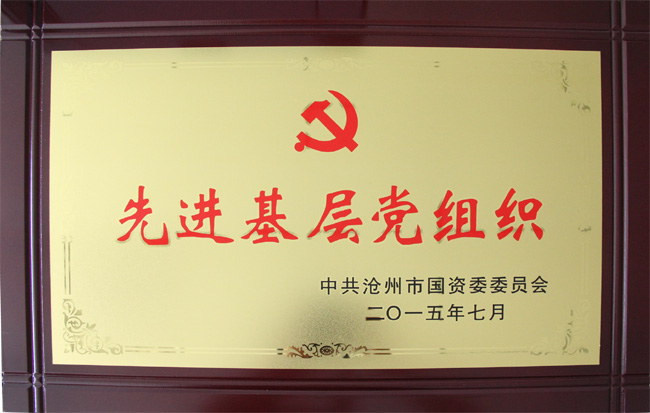 先进基层党组织
中共沧州市国资委委员会
二〇一五年七月